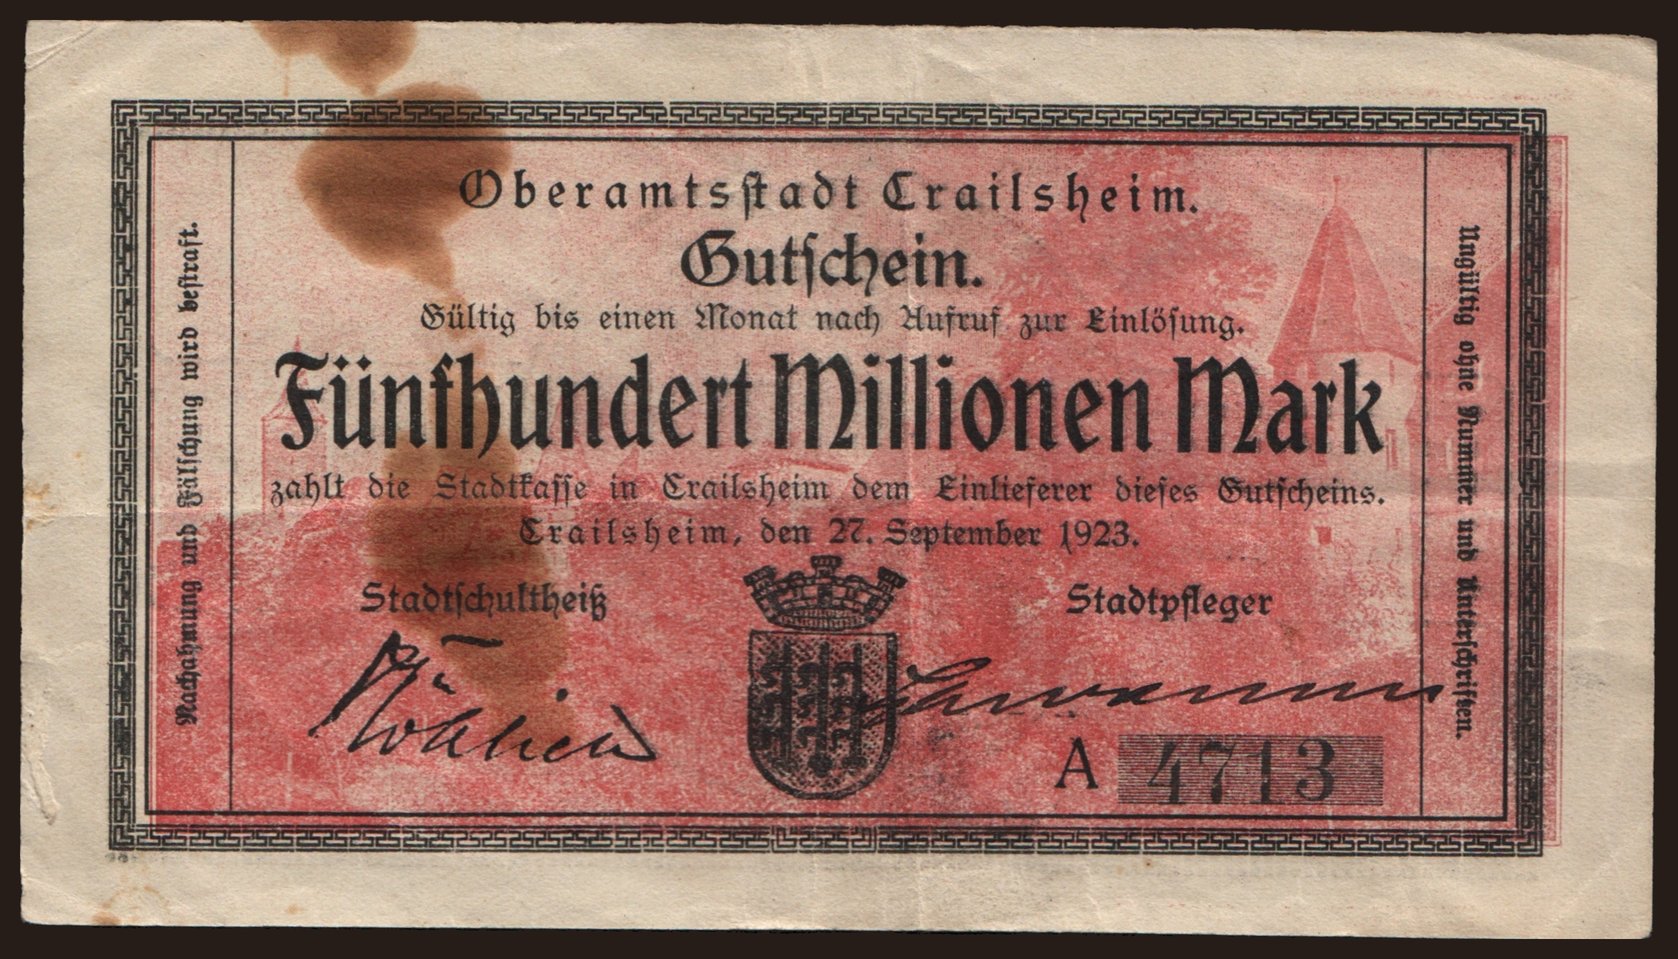 Oberamtsstadt Crailsheim.
Gutschein.
Gültig bis einen Monat nach Aufruf zur Einlösung.
Fünfhundert Millionen Mark
zahlt die Stadtkasse in Crailsheim dem Einlieferer dieses Gutscheins.
Crailsheim, den 27. September 1923.
Stadtschultheiß
Stadtpfleger
A 4713
Nachahmung und Fälschung wird bestraft.
Ungültig ohne Nummer und Unterschriften.